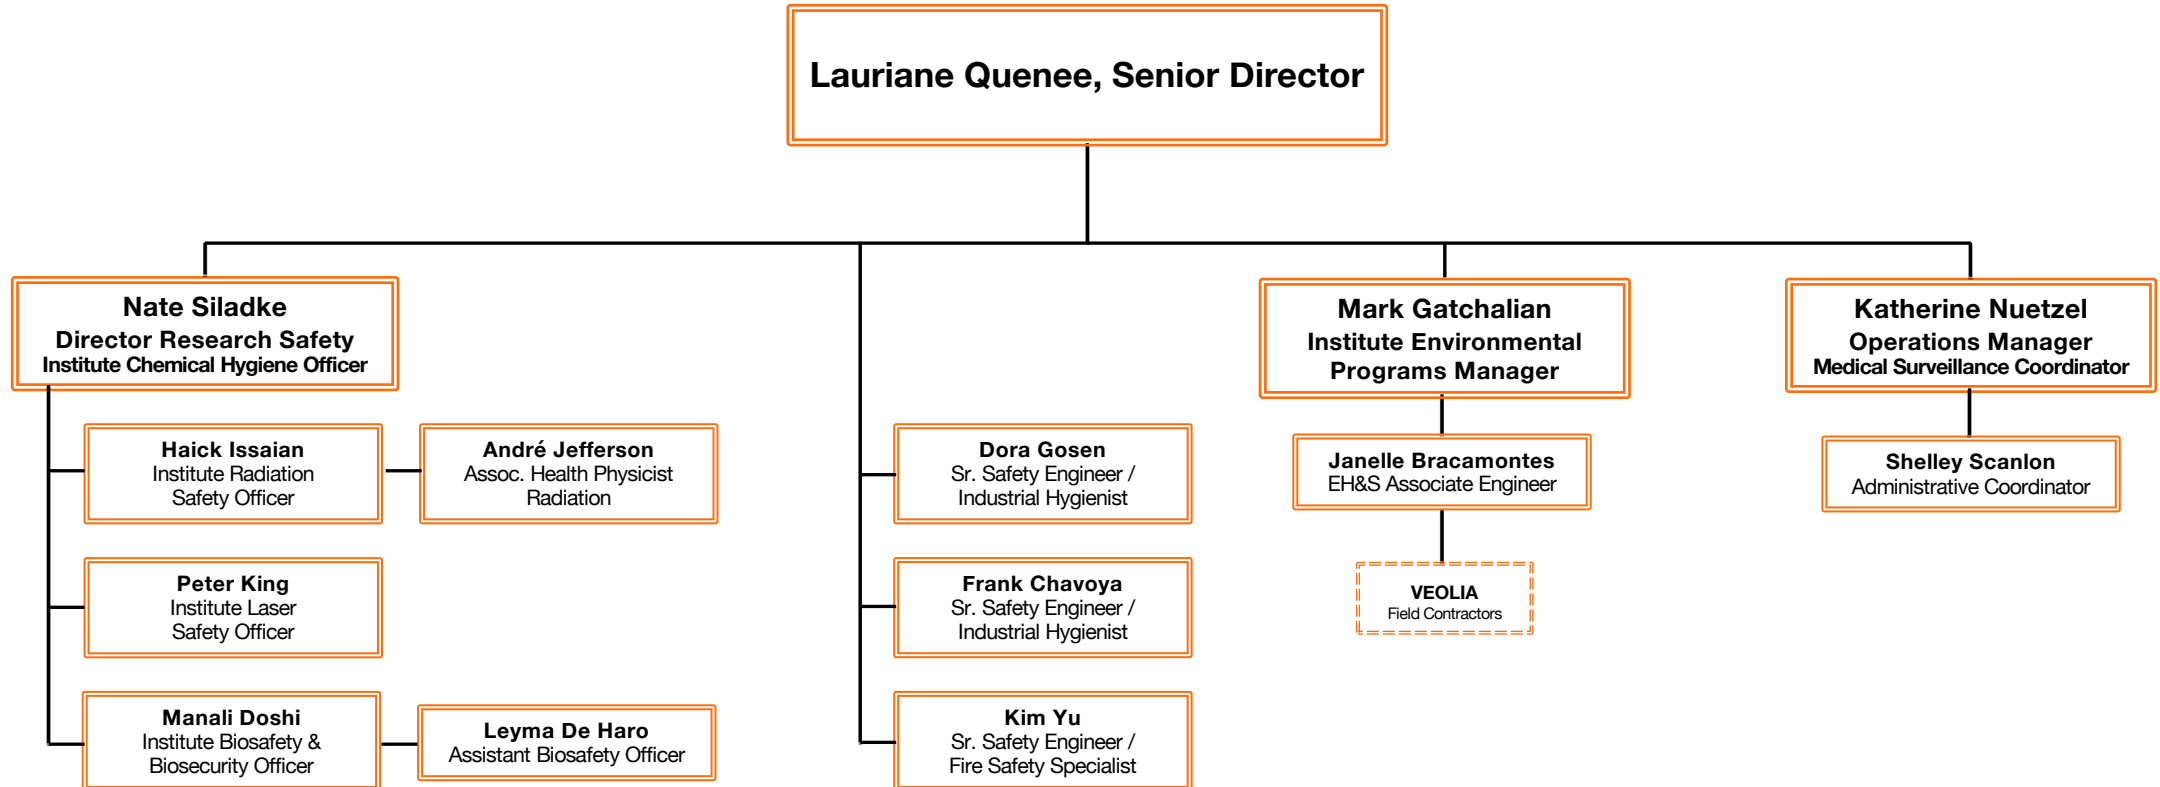 Lauriane Quenee, Senior Director
Nate Siladke
Director Research Safety
Institute Chemical Hygiene Officer
Mark Gatchalian
Institute Environmental
Programs Manager
Katherine Nuetzel
Operations Manager
Medical Surveillance Coordinator
Haick Issaian
Institute Radiation
Safety Officer
André Jefferson
Assoc. Health Physicist
Radiation
Peter King
Institute Laser
Safety Officer
Manali Doshi
Institute Biosafety &
Biosecurity Officer
Leyma De Haro
Assistant Biosafety Officer
Dora Gosen
Sr. Safety Engineer /
Industrial Hygienist
Frank Chavoya
Sr. Safety Engineer /
Industrial Hygienist
Kim Yu
Sr. Safety Engineer /
Fire Safety Specialist
Janelle Bracamontes
EH&S Associate Engineer
VEOLIA
Field Contractors
Shelley Scanlon
Administrative Coordinator